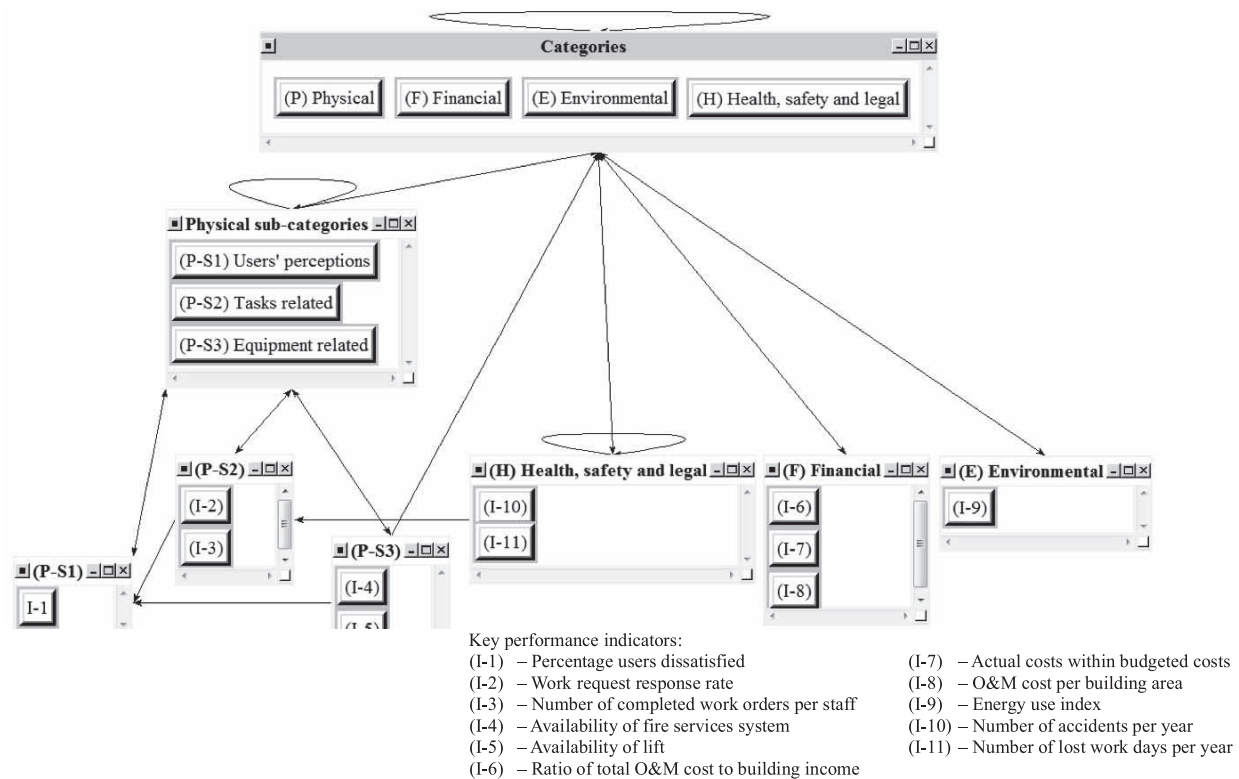 Categories
(P) Physical
(F) Financial
(E) Environmental
(H) Health, safety and legal
Physical sub-categories
(P-S1) Users' perceptions
(P-S2) Tasks related
(P-S3) Equipment related
(P-S2)
(I-2)
(I-3)
(H) Health, safety and legal
(I-10)
(I-11)
(F) Financial
(I-6)
(I-7)
(I-8)
(E) Environmental
(I-9)
(P-S3)
(I-4)
(I-5)
(P-S1)
I-1
Key performance indicators:
(I-1) – Percentage users dissatisfied
(I-2) – Work request response rate
(I-3) – Number of completed work orders per staff
(I-4) – Availability of fire services system
(I-5) – Availability of lift
(I-6) – Ratio of total O&M cost to building income
(I-7) – Actual costs within budgeted costs
(I-8) – O&M cost per building area
(I-9) – Energy use index
(I-10) – Number of accidents per year
(I-11) – Number of lost work days per year